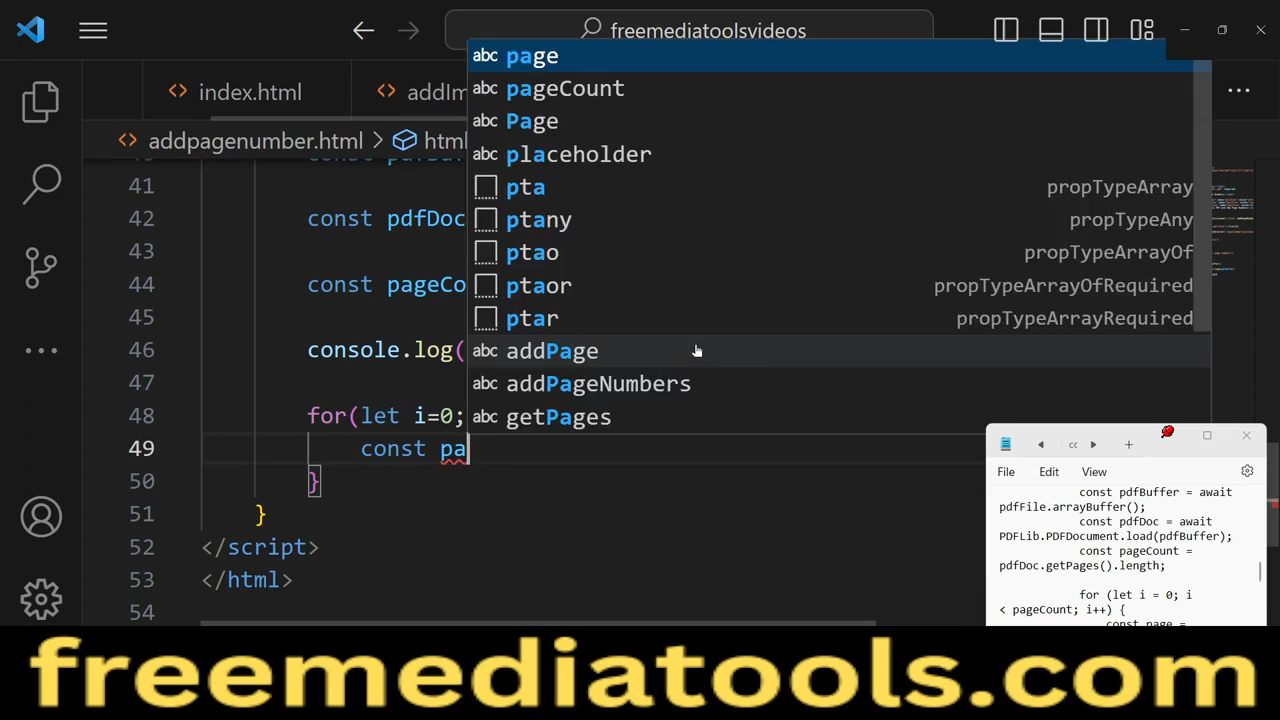 freemediatoolsvideos
index.html
addIm
addpagenumber.html > html
page
pageCount
Page
placeholder
pta propTypeArray
ptany propTypeAny
ptao propTypeArrayOf
ptaor propTypeArrayOfRequired
ptar propTypeArrayRequired
addPage
addPageNumbers
getPages
41
42 const pdfDoc
43
44 const pageCo
45
46 console.log(
47
48 for(let i=0;
49 const pa
50 }
51 }
52 </script>
53 </html>
54
cc
File Edit View
const pdfBuffer = await
pdfFile.arrayBuffer();
const pdfDoc = await
PDFLib.PDFDocument.load(pdfBuffer);
const pageCount =
pdfDoc.getPages().length;
for (let i = 0; i
< pageCount; i++) {
const page =
freemediatools.com